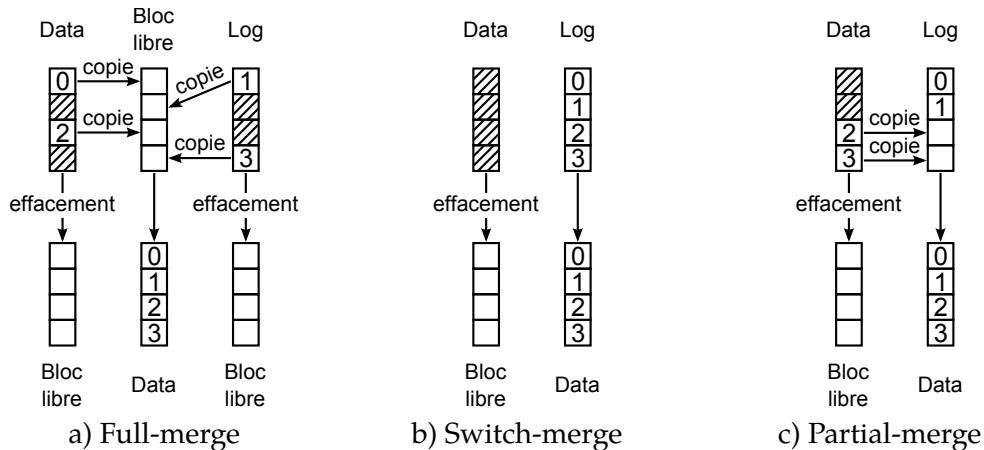 Data
Bloc
libre
Log
0
copie
2
copie
copie
1
copie
3
effacement
effacement
0
1
2
3
Bloc
libre
Data
Bloc
libre
a) Full-merge
Data
Log
0
1
2
3
effacement
0
1
2
3
Bloc
libre
Data
b) Switch-merge
Data
Log
2
3
copie
copie
0
1
effacement
0
1
2
3
Bloc
libre
Data
c) Partial-merge